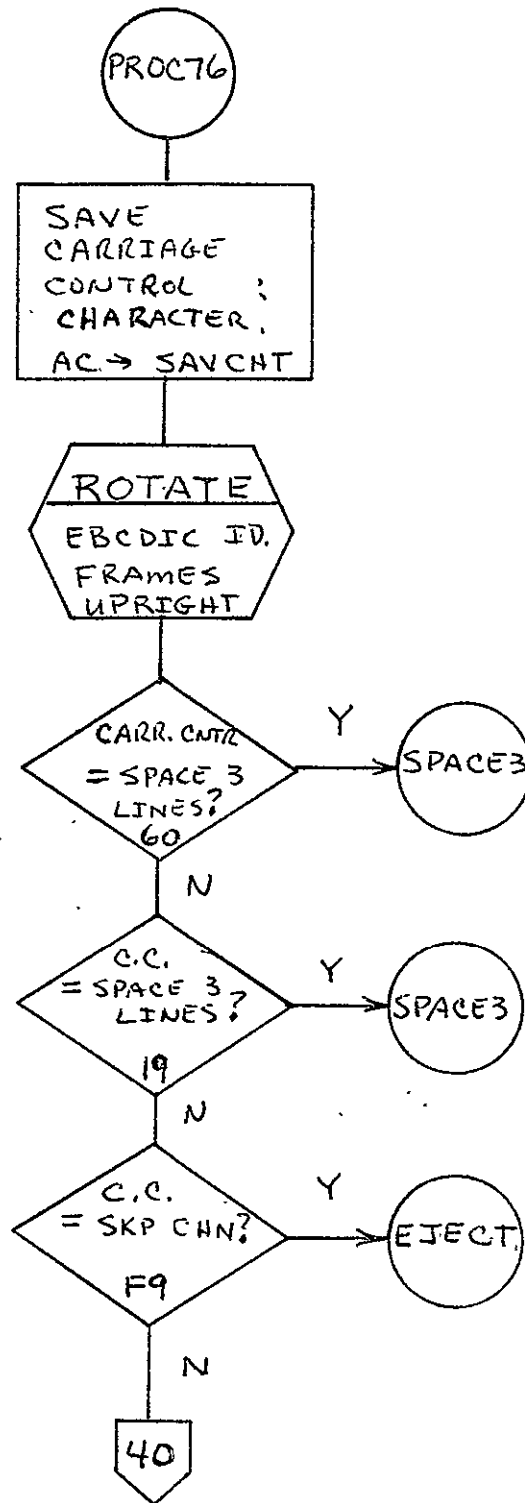 PROC76
SAVE
CARRIAGE
CONTROL :
CHARACTER.
AC.→ SAVCHT
ROTATE
EBCDIC ID.
FRAMES
UPRIGHT
CARR. CNTR
= SPACE 3
LINES?
60
Y
SPACE3
N
C.C.
= SPACE 3
LINES?
19
Y
SPACE3
N
C.C.
= SKP CHN?
F9
Y
EJECT.
N
40